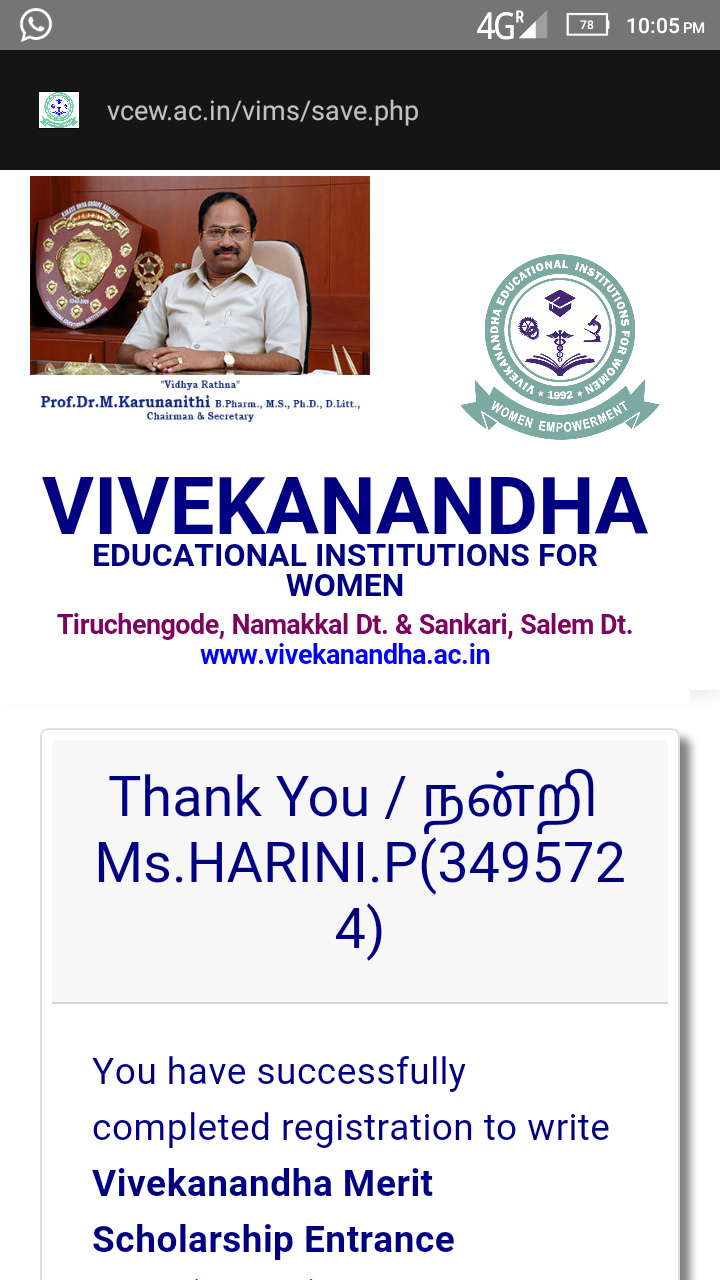 4G R 78 10:05 PM
vcew.ac.in/vims/save.php
"Vidhya Rathna"
Prof.Dr.M.Karunanithi B.Pharm., M.S., Ph.D., D.Litt.,
Chairman & Secretary
VIVEKANANDHA EDUCATIONAL INSTITUTIONS FOR WOMEN
★ 1992 ★
WOMEN EMPOWERMENT
VIVEKANANDHA
EDUCATIONAL INSTITUTIONS FOR
WOMEN
Tiruchengode, Namakkal Dt. & Sankari, Salem Dt.
www.vivekanandha.ac.in
Thank You / நன்றி
Ms.HARINI.P(349572
4)
You have successfully
completed registration to write
Vivekanandha Merit
Scholarship Entrance